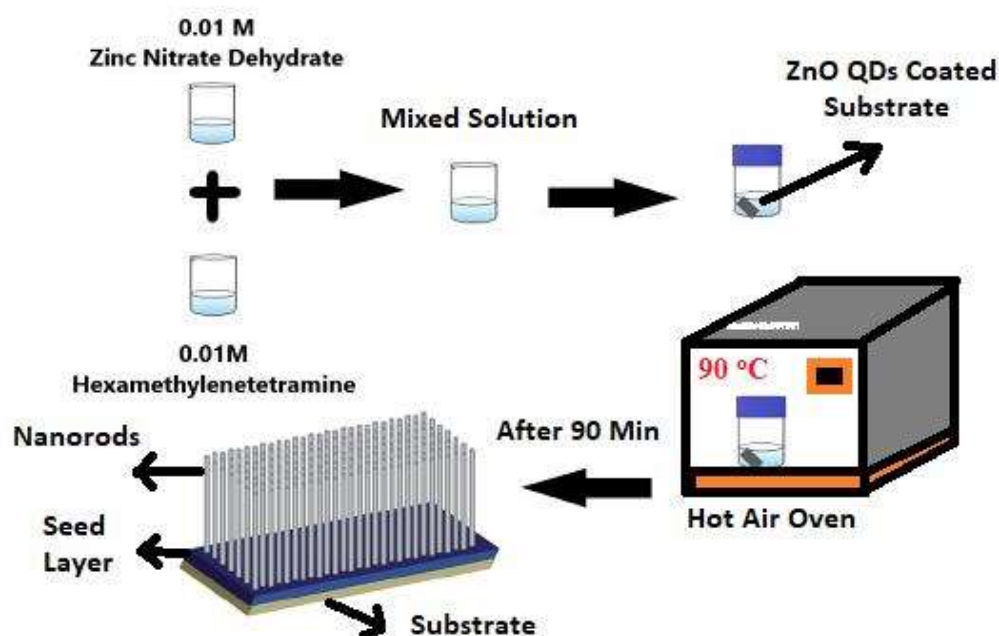 0.01 M
Zinc Nitrate Dehydrate
Mixed Solution
ZnO QDs Coated
Substrate
0.01M
Hexamethylenetetramine
90 °C
Hot Air Oven
After 90 Min
Nanorods
Seed
Layer
Substrate